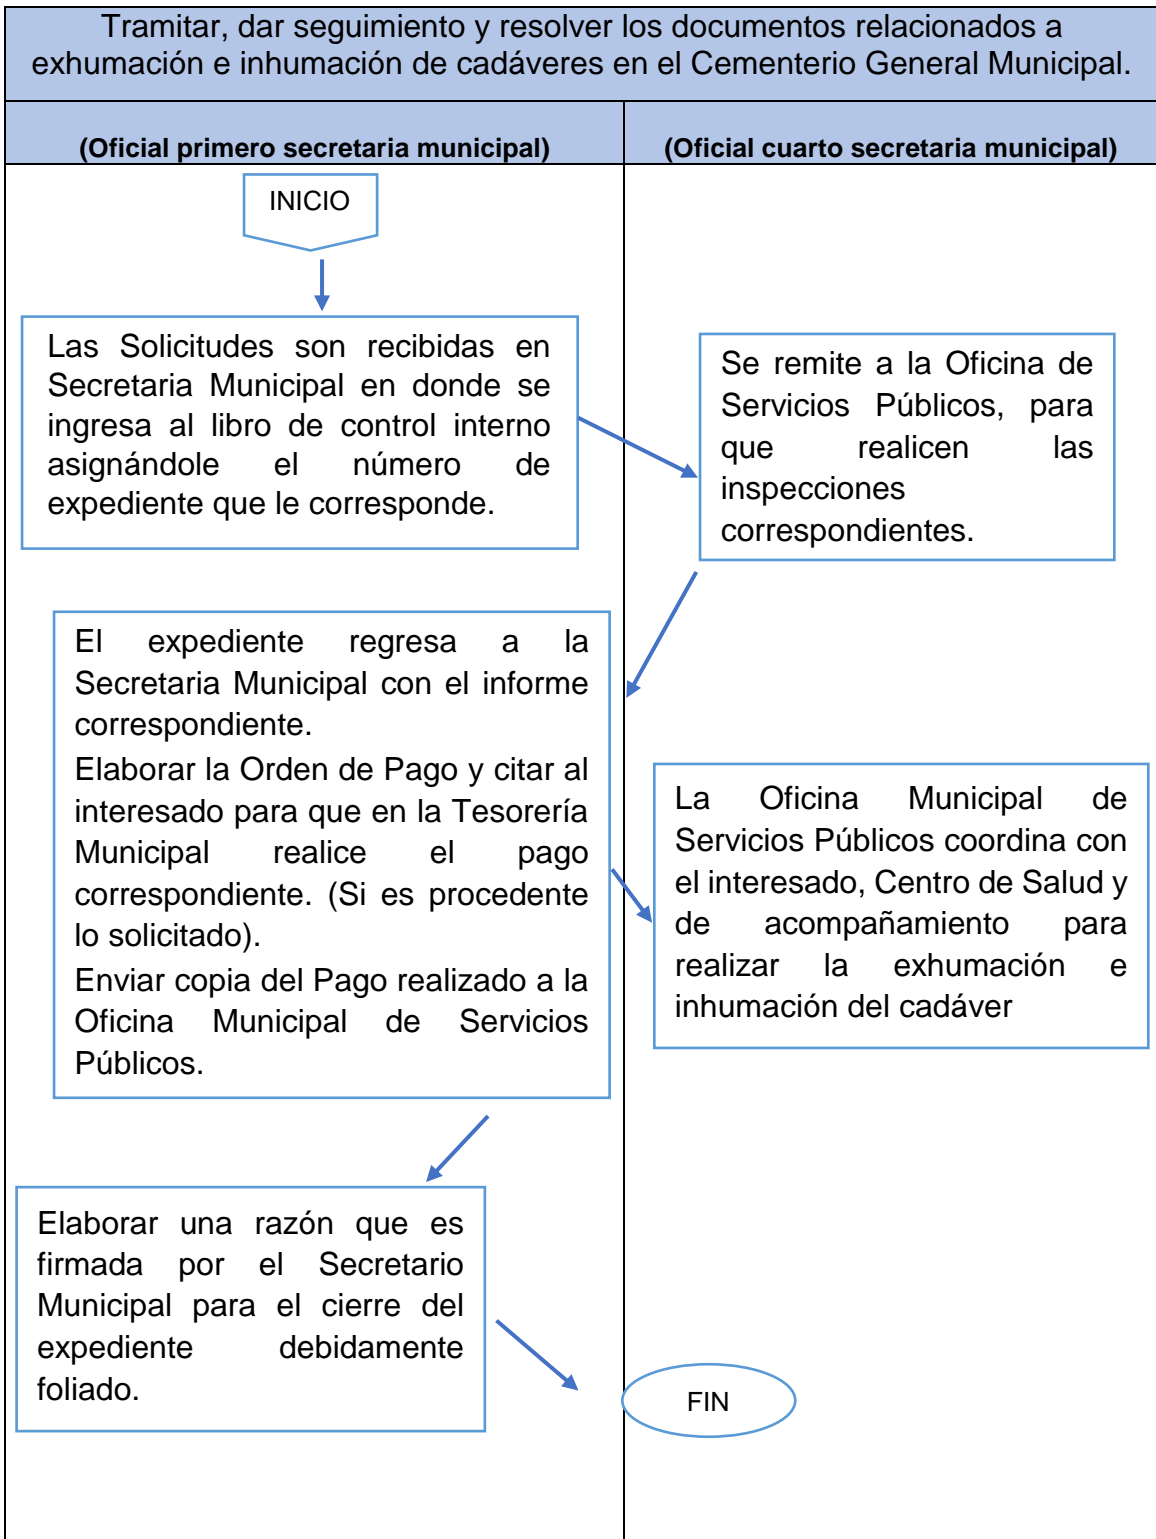 Tramitar, dar seguimiento y resolver los documentos relacionados a
exhumación e inhumación de cadáveres en el Cementerio General Municipal.
(Oficial primero secretaria municipal)
(Oficial cuarto secretaria municipal)
INICIO
Las Solicitudes son recibidas en
Secretaria Municipal en donde se
ingresa al libro de control interno
asignándole el número de
expediente que le corresponde.
Se remite a la Oficina de
Servicios Públicos, para
que realicen las
inspecciones
correspondientes.
El expediente regresa a la
Secretaria Municipal con el informe
correspondiente.
Elaborar la Orden de Pago y citar al
interesado para que en la Tesorería
Municipal realice el pago
correspondiente. (Si es procedente
lo solicitado).
Enviar copia del Pago realizado a la
Oficina Municipal de Servicios
Públicos.
La Oficina Municipal de
Servicios Públicos coordina con
el interesado, Centro de Salud y
de acompañamiento para
realizar la exhumación e
inhumación del cadáver
Elaborar una razón que es
firmada por el Secretario
Municipal para el cierre del
expediente debidamente
foliado.
FIN